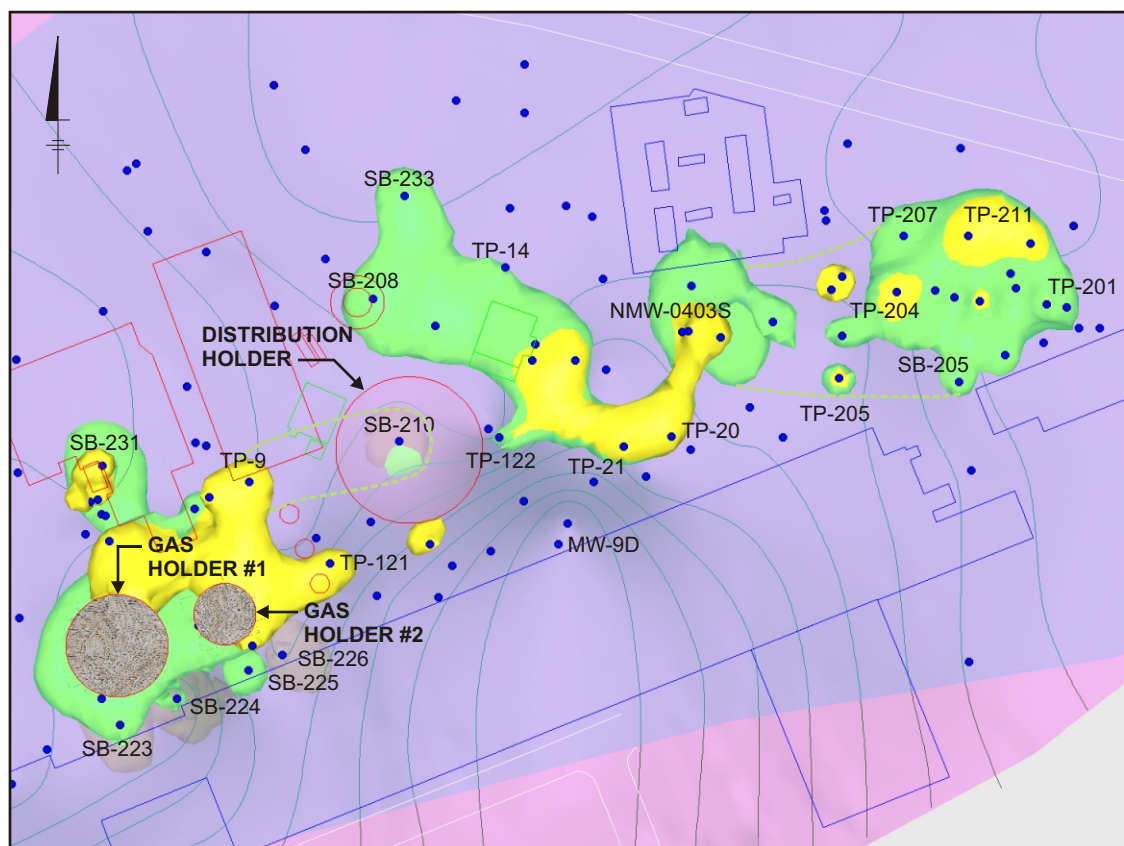 SB-233
TP-207
TP-211
TP-14
SB-208
NMW-0403S
TP-204
TP-201
DISTRIBUTION
HOLDER
SB-205
TP-205
SB-210
SB-231
TP-9
TP-122
TP-21
TP-20
GAS
HOLDER #1
MW-9D
TP-121
GAS
HOLDER #2
SB-226
SB-225
SB-224
SB-223